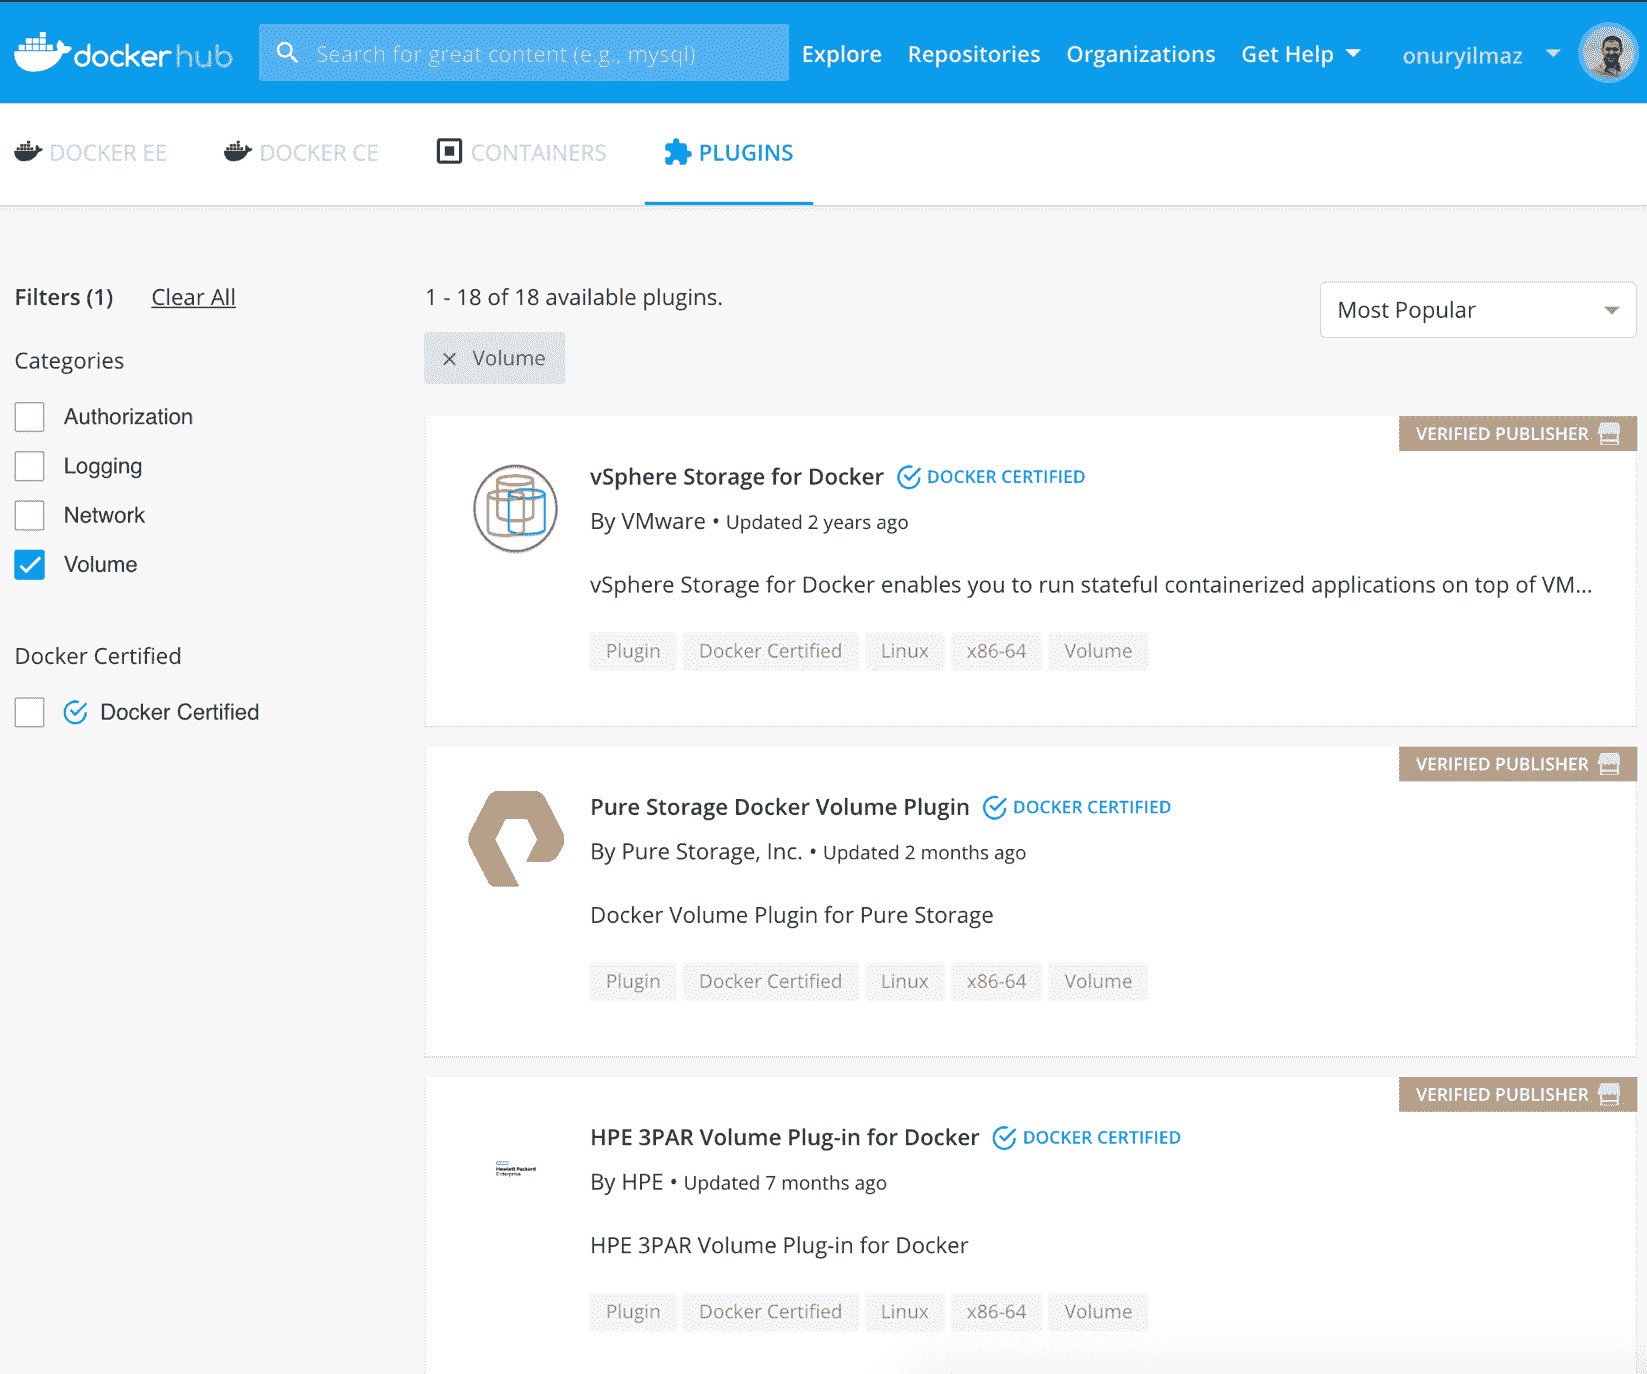 docker hub
Search for great content (e.g., mysql)
Explore
Repositories
Organizations
Get Help
onuryilmaz
DOCKER EE
DOCKER CE
CONTAINERS
PLUGINS
Filters (1)
Clear All
Categories
Authorization
Logging
Network
Volume
Docker Certified
Docker Certified
1 - 18 of 18 available plugins.
Most Popular
Volume
VERIFIED PUBLISHER
vSphere Storage for Docker
DOCKER CERTIFIED
By VMware • Updated 2 years ago
vSphere Storage for Docker enables you to run stateful containerized applications on top of VM...
Plugin
Docker Certified
Linux
x86-64
Volume
VERIFIED PUBLISHER
Pure Storage Docker Volume Plugin
DOCKER CERTIFIED
By Pure Storage, Inc. • Updated 2 months ago
Docker Volume Plugin for Pure Storage
Plugin
Docker Certified
Linux
x86-64
Volume
VERIFIED PUBLISHER
Hewlett Packard
Enterprise
HPE 3PAR Volume Plug-in for Docker
DOCKER CERTIFIED
By HPE • Updated 7 months ago
HPE 3PAR Volume Plug-in for Docker
Plugin
Docker Certified
Linux
x86-64
Volume